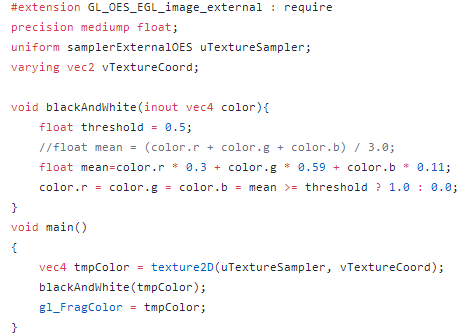 #extension GL_OES_EGL_image_external : require
precision mediump float;
uniform samplerExternalOES uTextureSampler;
varying vec2 vTextureCoord;

void blackAndWhite(inout vec4 color){
    float threshold = 0.5;
    //float mean = (color.r + color.g + color.b) / 3.0;
    float mean=color.r * 0.3 + color.g * 0.59 + color.b * 0.11;
    color.r = color.g = color.b = mean >= threshold ? 1.0 : 0.0;
}
void main()
{
    vec4 tmpColor = texture2D(uTextureSampler, vTextureCoord);
    blackAndWhite(tmpColor);
    gl_FragColor = tmpColor;
}